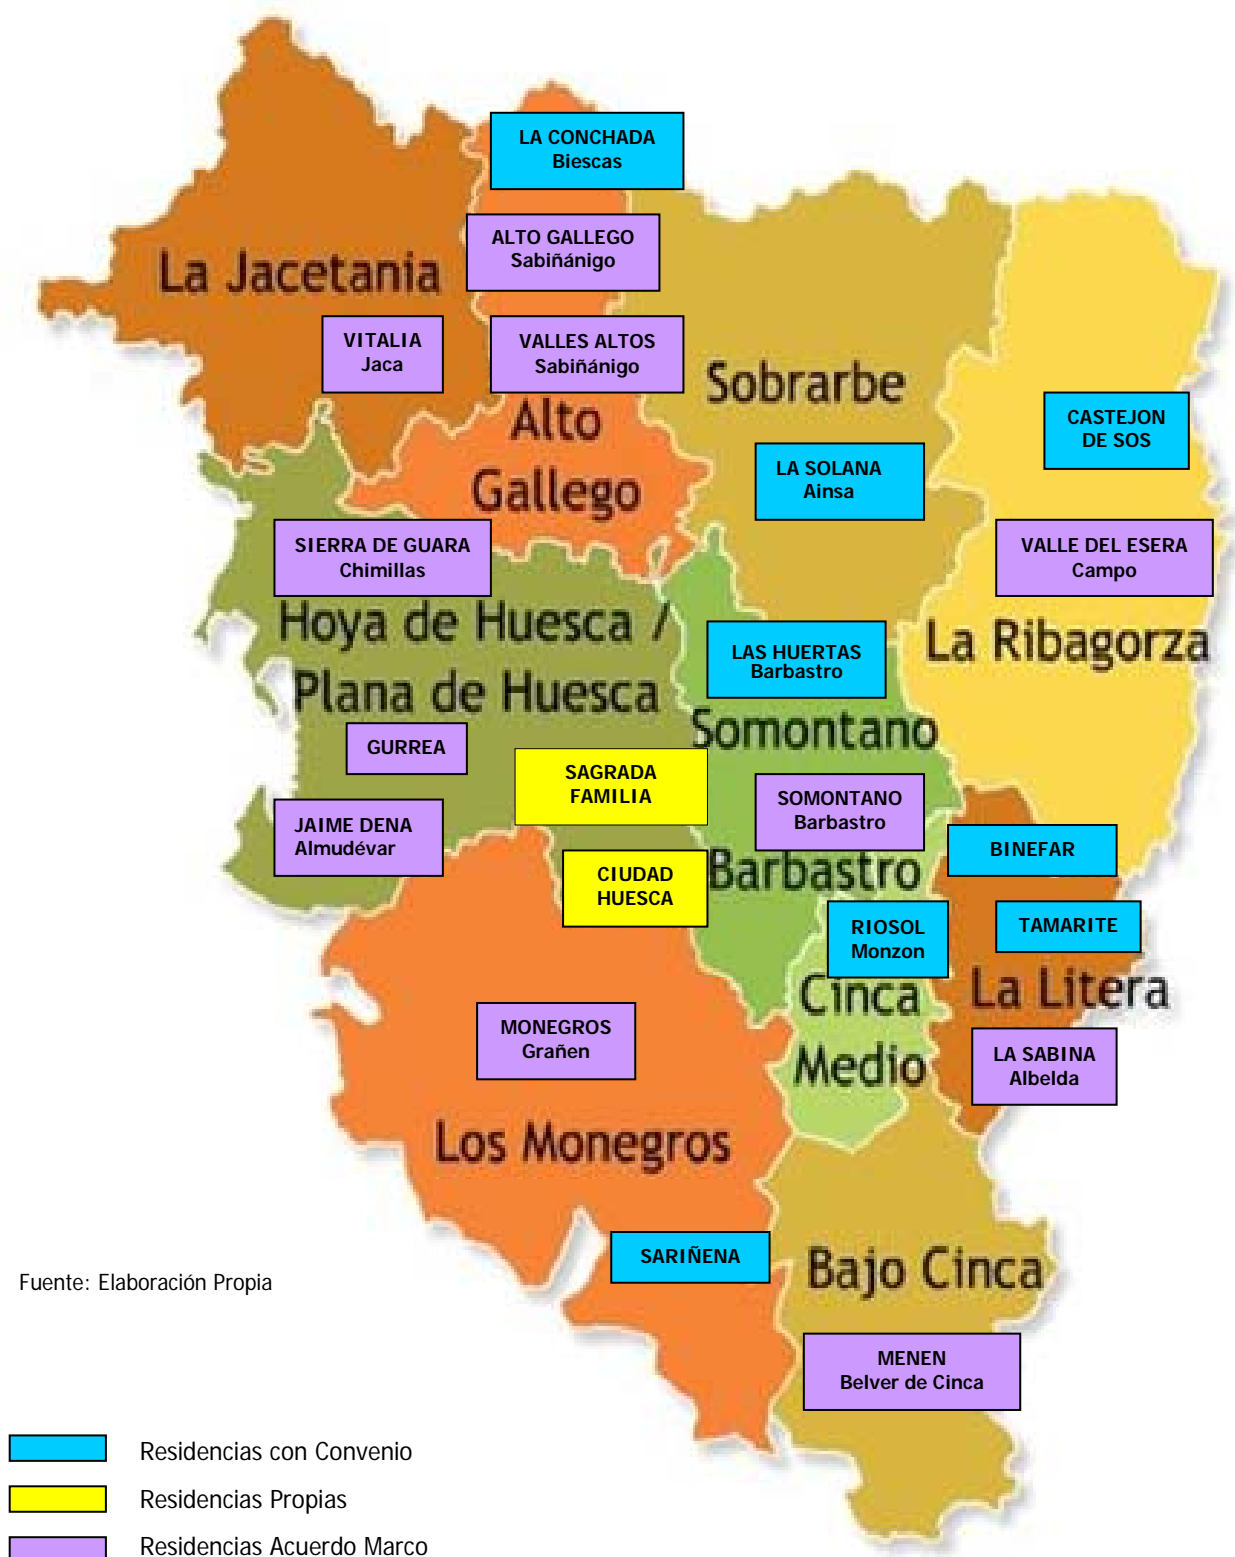 LA CONCHADA
Biescas
ALTO GALLEGO
Sabiñánigo
La Jacetania
VITALIA
Jaca
VALLES ALTOS
Sabiñánigo
Sobrarbe
Alto
Gallego
CASTEJON
DE SOS
LA SOLANA
Ainsa
SIERRA DE GUARA
Chimillas
VALLE DEL ESERA
Campo
Hoya de Huesca /
Plana de Huesca
LAS HUERTAS
Barbastro
La Ribagorza
Somontano
GURREA
SAGRADA
FAMILIA
SOMONTANO
Barbastro
JAIME DENA
Almudévar
BINEFAR
Barbastro
CIUDAD
HUESCA
RIOSOL
Monzon
TAMARITE
Cinca
Medio
La Litera
MONEGROS
Grañen
LA SABINA
Albelda
Los Monegros
SARIÑENA
Bajo Cinca
Fuente: Elaboración Propia
MENEN
Belver de Cinca
Residencias con Convenio
Residencias Propias
Residencias Acuerdo Marco